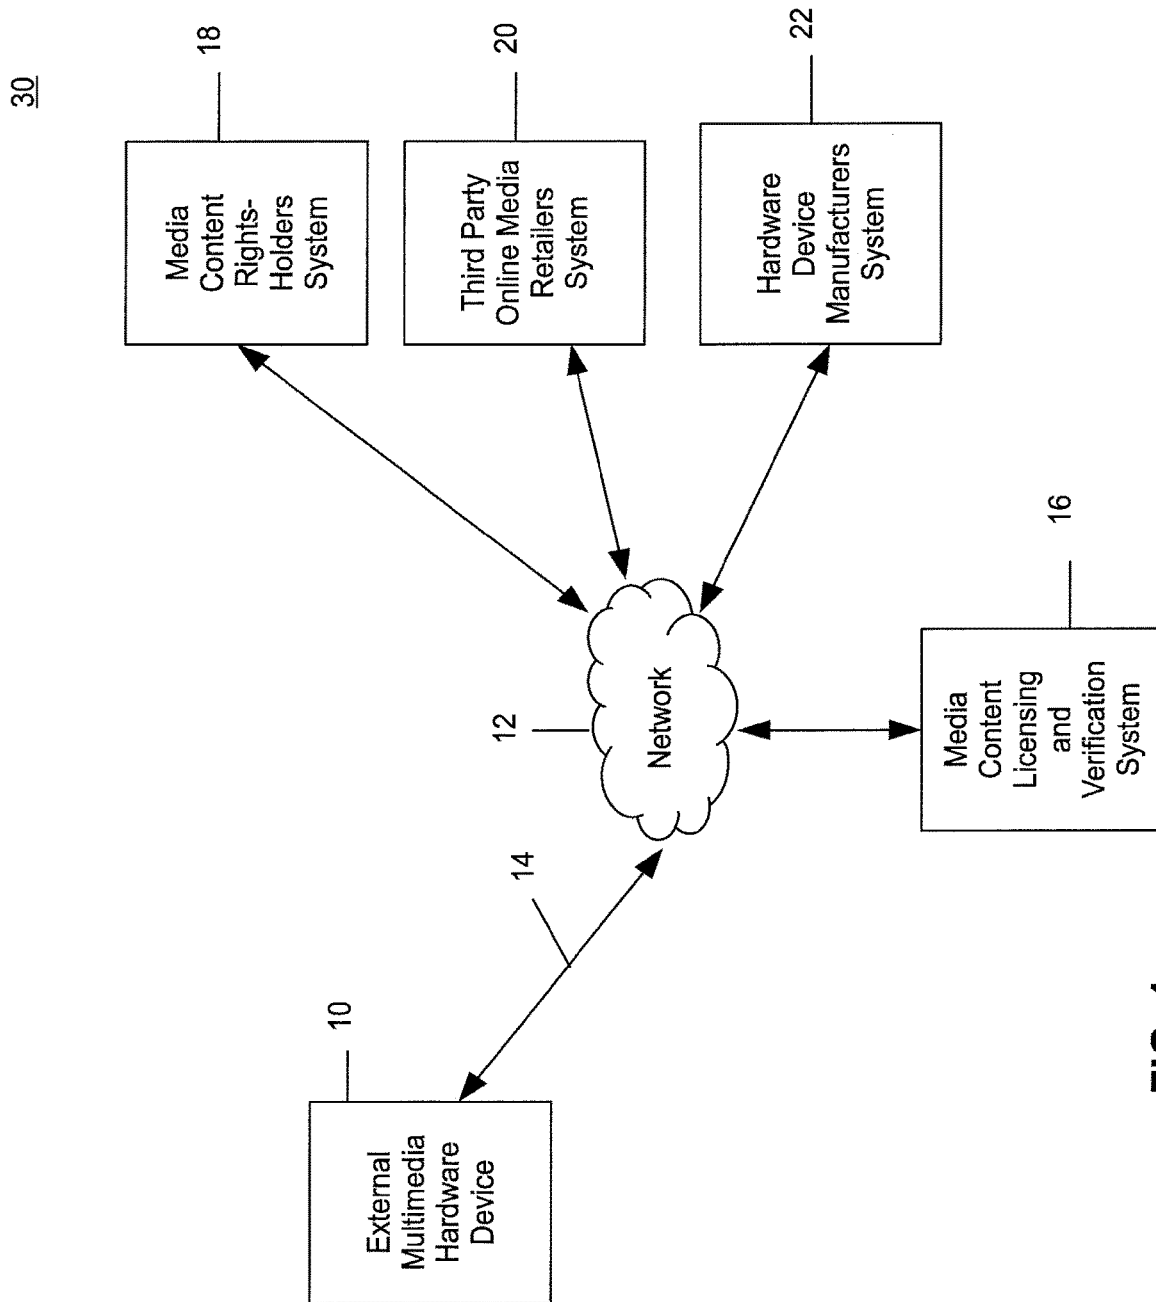 30
18
Media
Content
Rights-
Holders
System
20
Third Party
Online Media
Retailers
System
22
Hardware
Device
Manufacturers
System
12
Network
14
10
External
Multimedia
Hardware
Device
16
Media
Content
Licensing
and
Verification
System